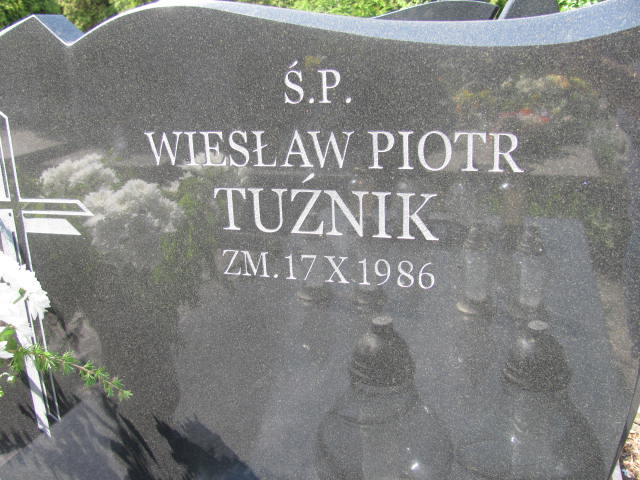 Ś.P.
WIESŁAW PIOTR
TUŹNIK
ZM. 17 X 1986